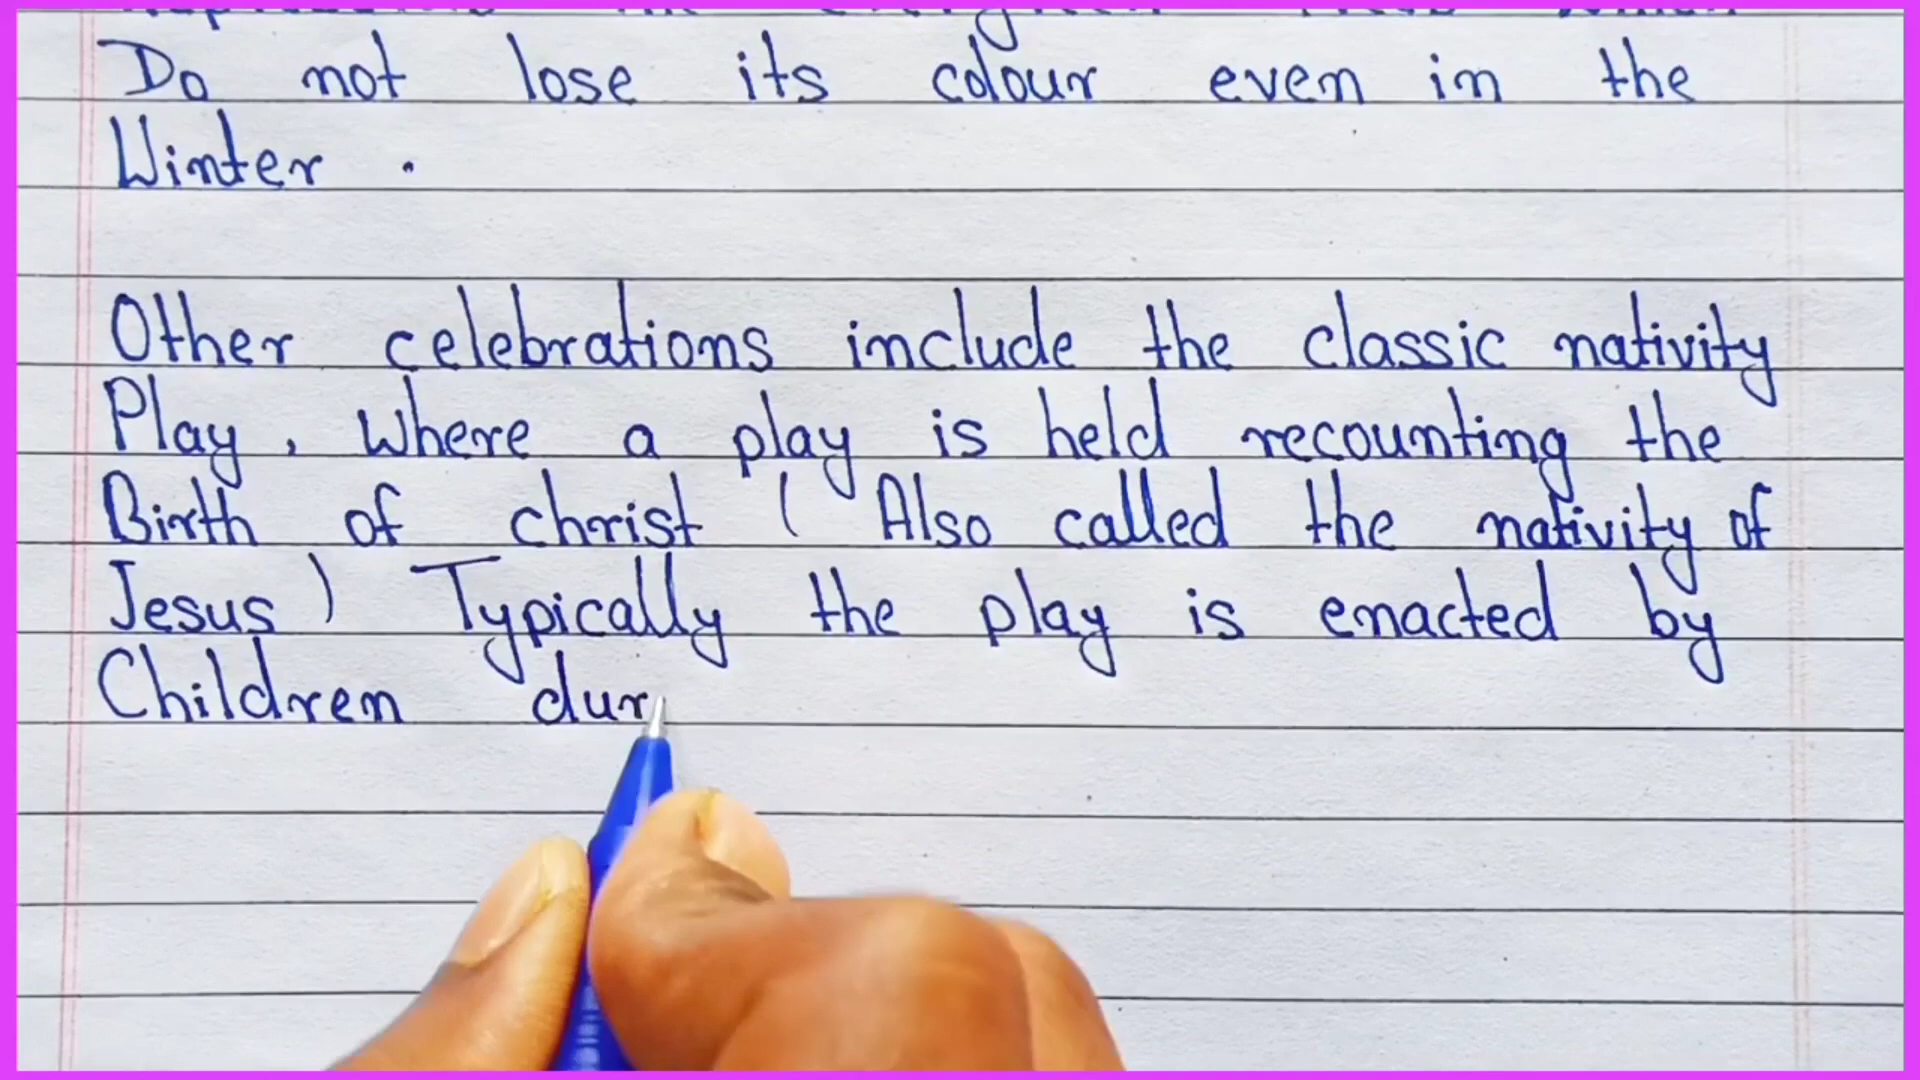 Do not lose its colour even in the
Winter .
Other celebrations include the classic nativity
Play, Where a play is held recounting the
Birth of christ ( Also called the nativity of
Jesus ) Typically the play is enacted by
Children dur